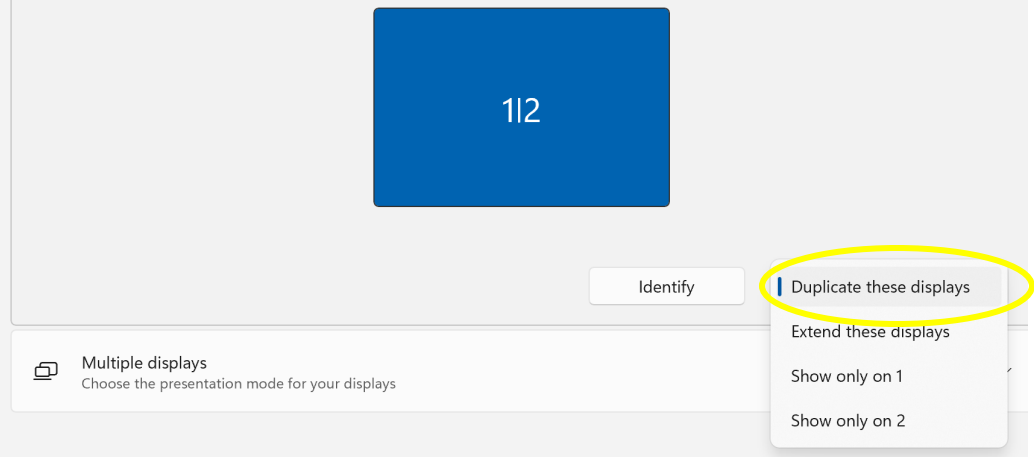 1|2
Identify
Duplicate these displays
Extend these displays
Multiple displays
Choose the presentation mode for your displays
Show only on 1
Show only on 2